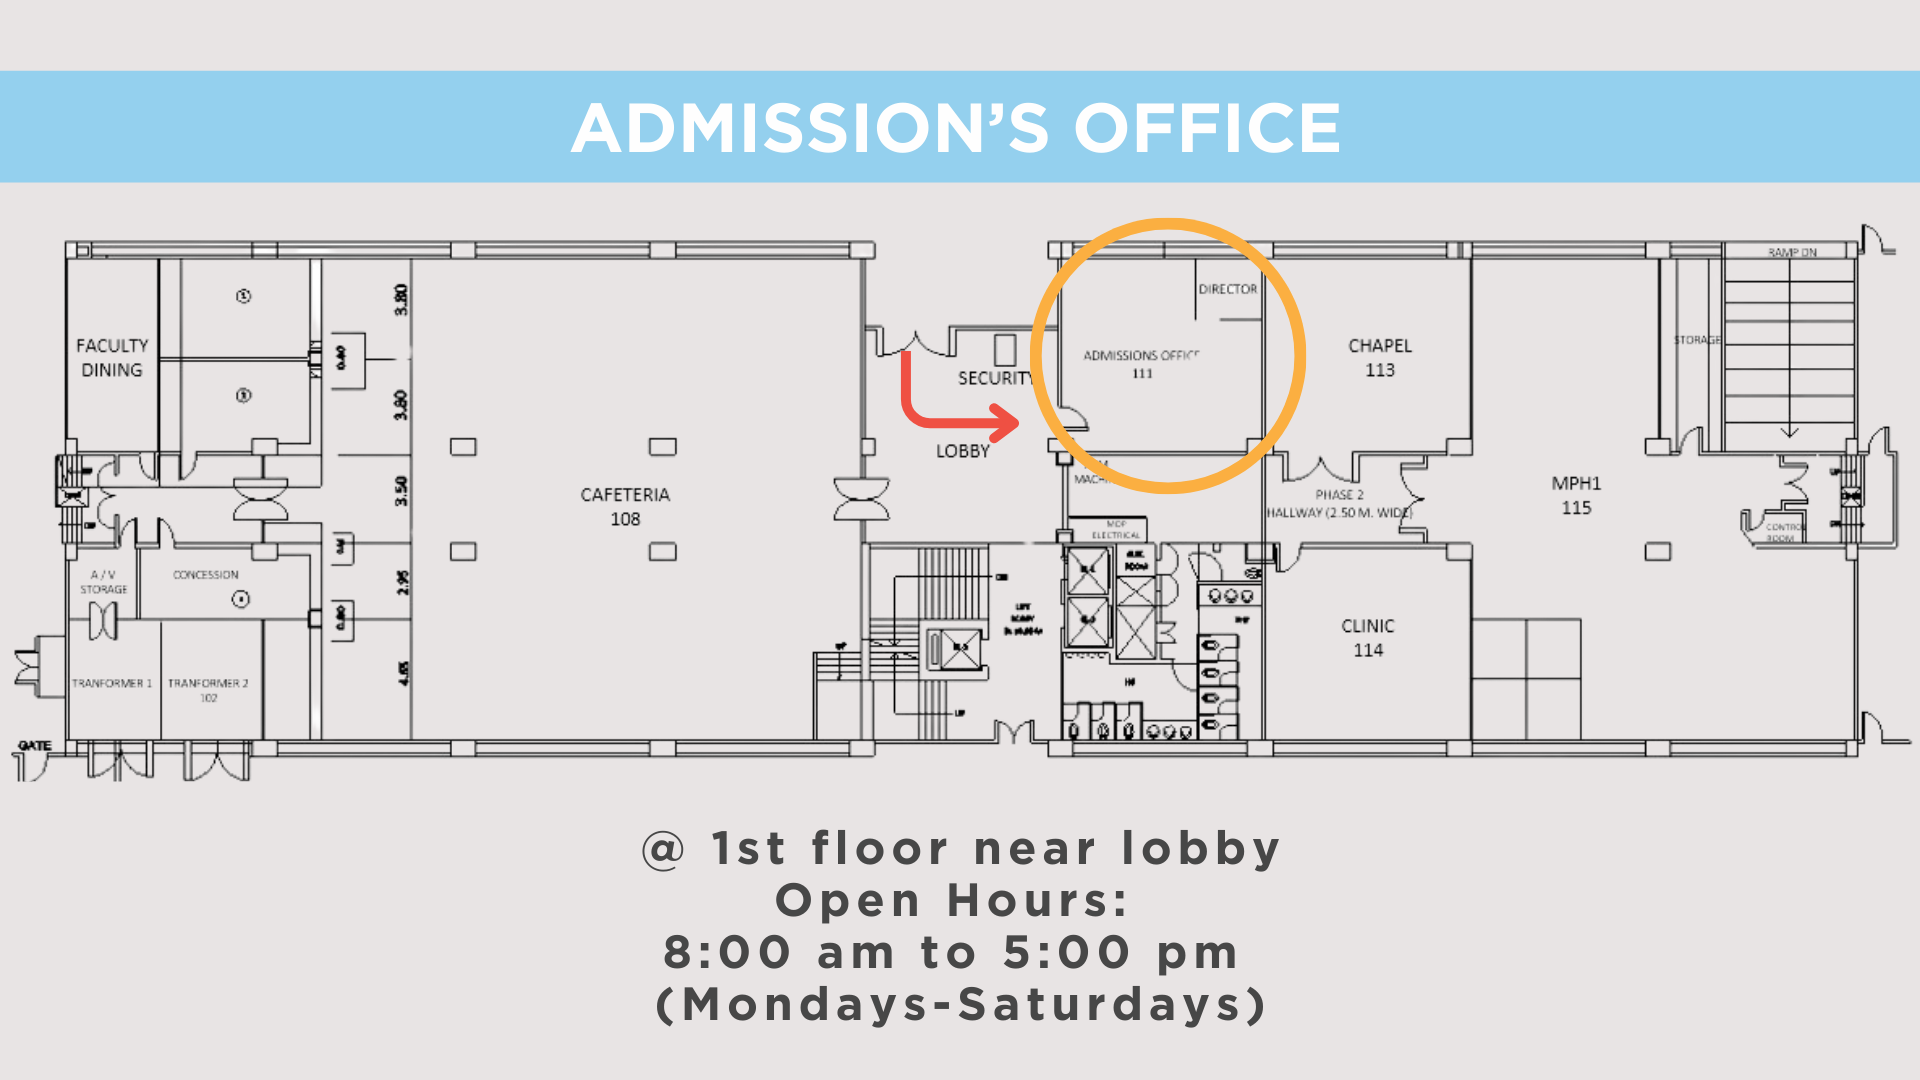 ADMISSION'S OFFICE
RAMP DN
DIRECTOR
3.80
FACULTY
DINING
STORAGE
CHAPEL
113
ADMISSIONS OFFICE
111
SECURITY
3.80
LOBBY
CAFETERIA
108
3.50
PHASE 2
HALLWAY (2.50 M. WIDE)
MPH1
115
MOP
ELECTRICAL
CONTROL
ROOM
A / V
STORAGE
CONCESSION
2.95
CLINIC
114
TRANFORMER 1
TRANFORMER 2
102
4.65
GATE
@ 1st floor near lobby
Open Hours:
8:00 am to 5:00 pm
(Mondays-Saturdays)